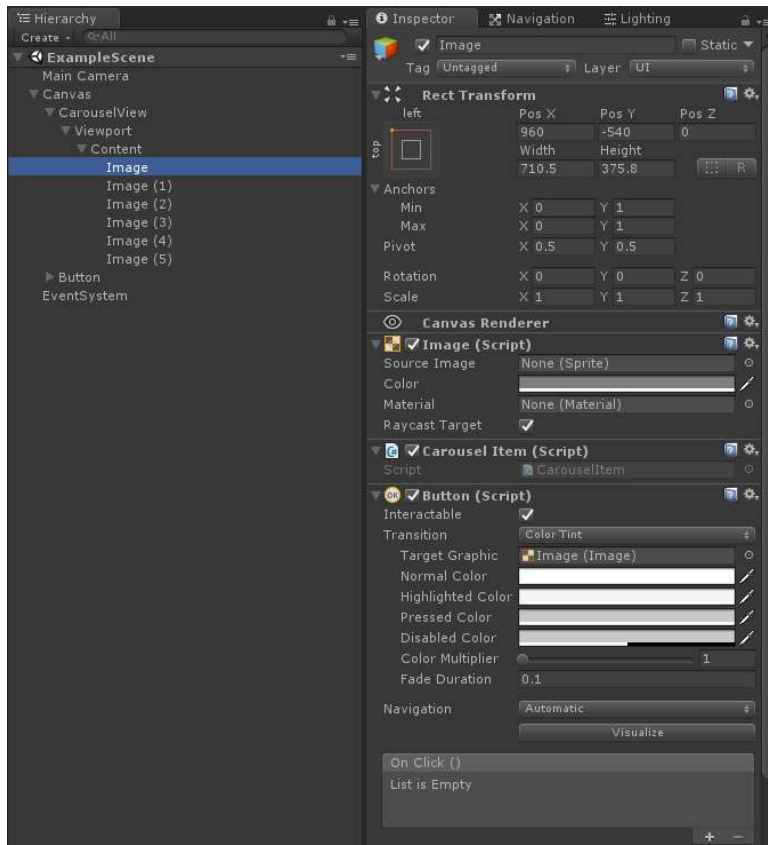 Hierarchy
Create
All
ExampleScene
Main Camera
Canvas
CarouselView
Viewport
Content
Image
Image (1)
Image (2)
Image (3)
Image (4)
Image (5)
Button
EventSystem
Inspector Navigation Lighting
Image Static
Tag Untagged Layer UI
Rect Transform
left Pos X Pos Y Pos Z
960 -540 0
top
Width Height
710.5 375.8 R
Anchors
Min X 0 Y 1
Max X 0 Y 1
Pivot X 0.5 Y 0.5
Rotation X 0 Y 0 Z 0
Scale X 1 Y 1 Z 1
Canvas Renderer
Image (Script)
Source Image None (Sprite)
Color
Material None (Material)
Raycast Target
Carousel Item (Script)
Script CarouselItem
OK Button (Script)
Interactable
Transition Color Tint
Target Graphic Image (Image)
Normal Color
Highlighted Color
Pressed Color
Disabled Color
Color Multiplier 1
Fade Duration 0.1
Navigation Automatic
Visualize
On Click ()
List is Empty